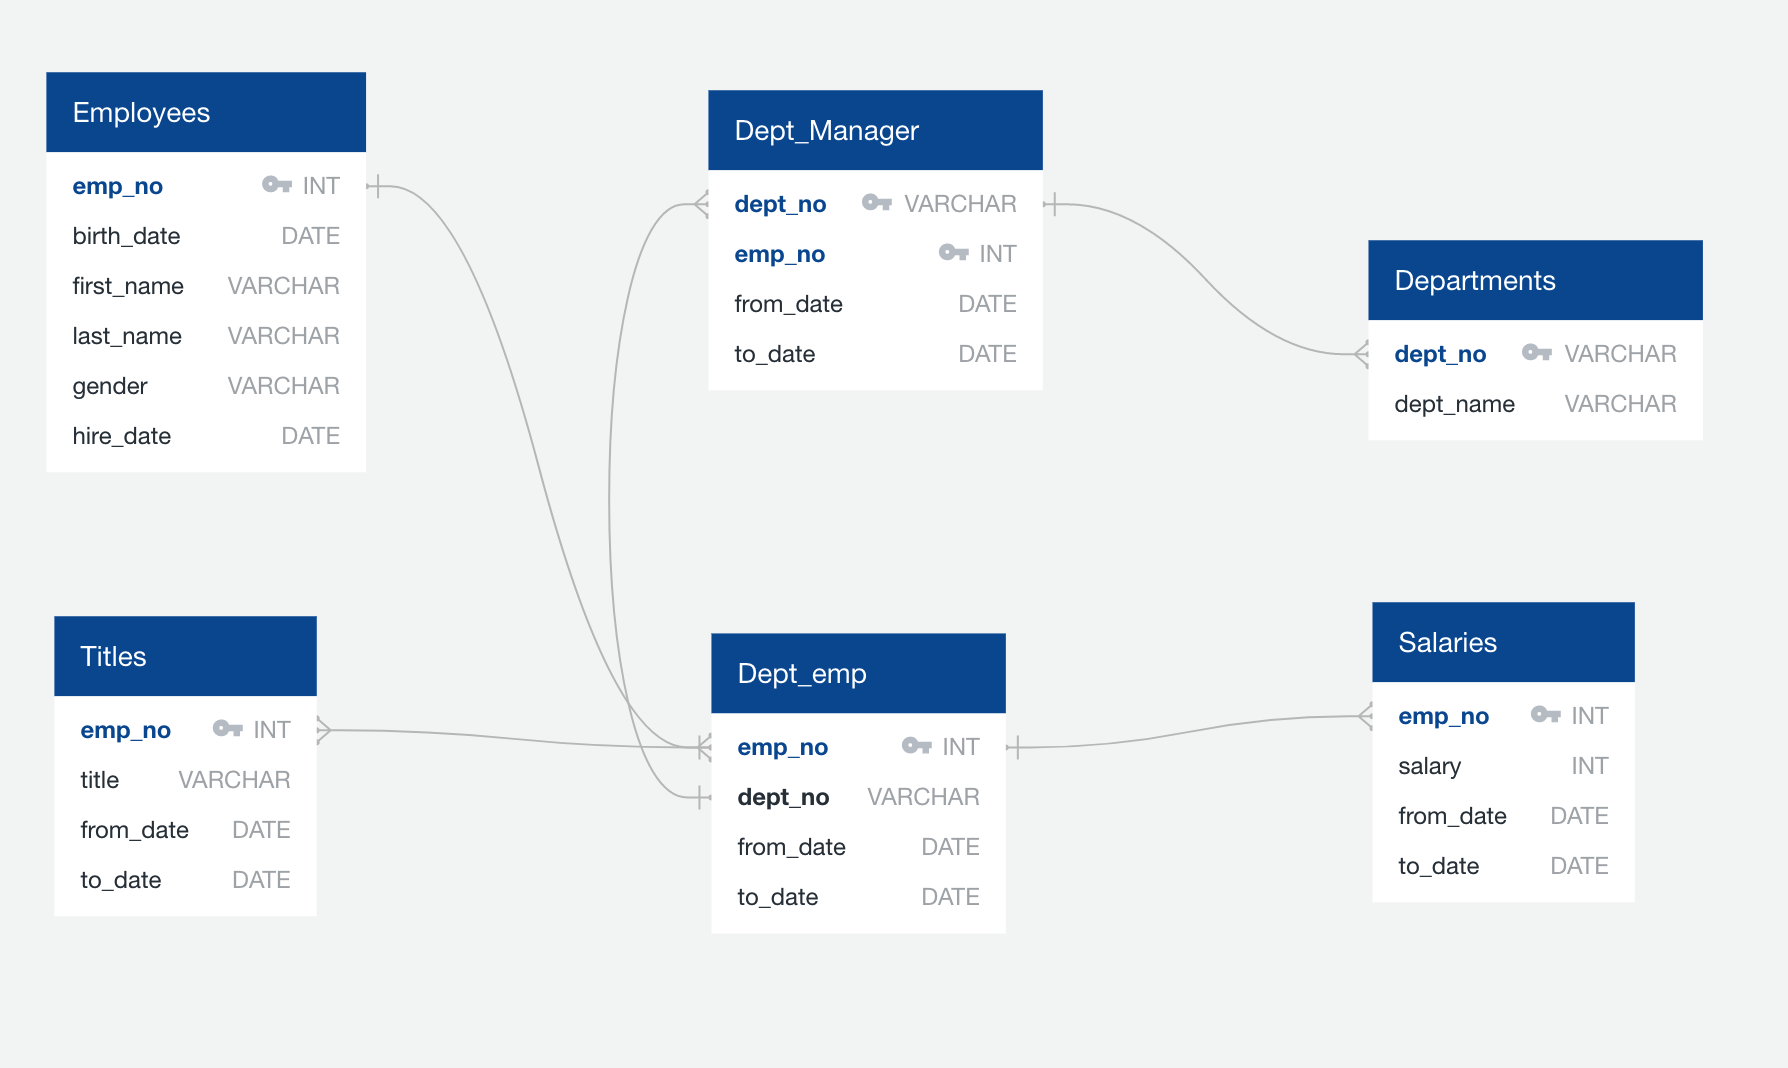 Employees
emp_no INT
birth_date DATE
first_name VARCHAR
last_name VARCHAR
gender VARCHAR
hire_date DATE
Dept_Manager
dept_no VARCHAR
emp_no INT
from_date DATE
to_date DATE
Departments
dept_no VARCHAR
dept_name VARCHAR
Titles
emp_no INT
title VARCHAR
from_date DATE
to_date DATE
Dept_emp
emp_no INT
dept_no VARCHAR
from_date DATE
to_date DATE
Salaries
emp_no INT
salary INT
from_date DATE
to_date DATE